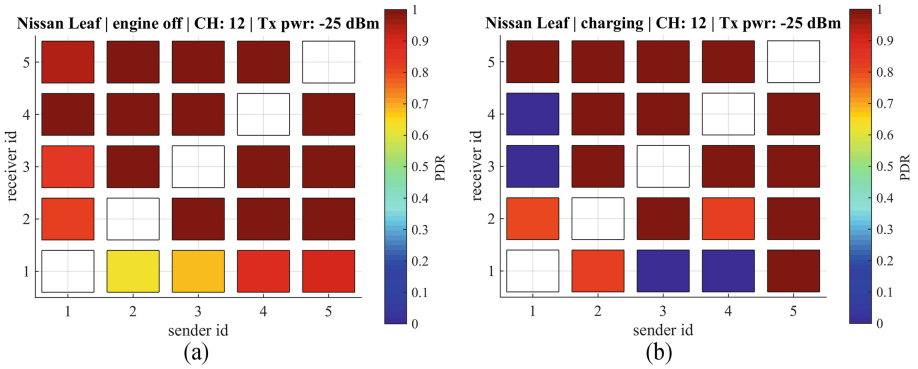 Nissan Leaf | engine off | CH: 12 | Tx pwr: -25 dBm
5
4
3
2
1
receiver id
1 2 3 4 5
sender id
1
0.9
0.8
0.7
0.6
0.5
0.4
0.3
0.2
0.1
0
PDR
(a)
Nissan Leaf | charging | CH: 12 | Tx pwr: -25 dBm
5
4
3
2
1
receiver id
1 2 3 4 5
sender id
1
0.9
0.8
0.7
0.6
0.5
0.4
0.3
0.2
0.1
0
PDR
(b)